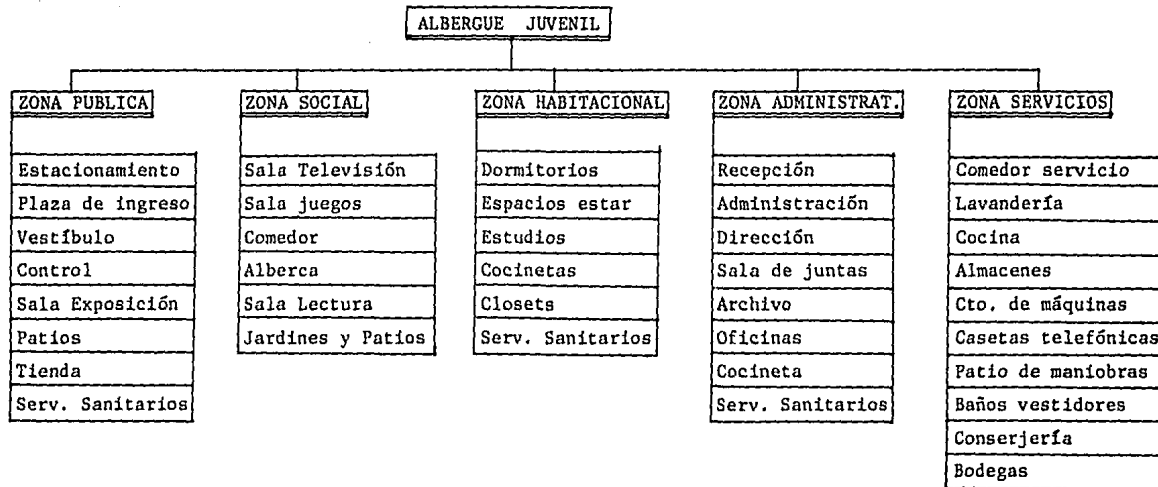 ALBERGUE JUVENIL
ZONA PUBLICA
Estacionamiento
Plaza de ingreso
Vestíbulo
Control
Sala Exposición
Patios
Tienda
Serv. Sanitarios
ZONA SOCIAL
Sala Televisión
Sala juegos
Comedor
Alberca
Sala Lectura
Jardines y Patios
ZONA HABITACIONAL
Dormitorios
Espacios estar
Estudios
Cocinetas
Closets
Serv. Sanitarios
ZONA ADMINISTRAT.
Recepción
Administración
Dirección
Sala de juntas
Archivo
Oficinas
Cocineta
Serv. Sanitarios
ZONA SERVICIOS
Comedor servicio
Lavandería
Cocina
Almacenes
Cto. de máquinas
Casetas telefónicas
Patio de maniobras
Baños vestidores
Conserjería
Bodegas